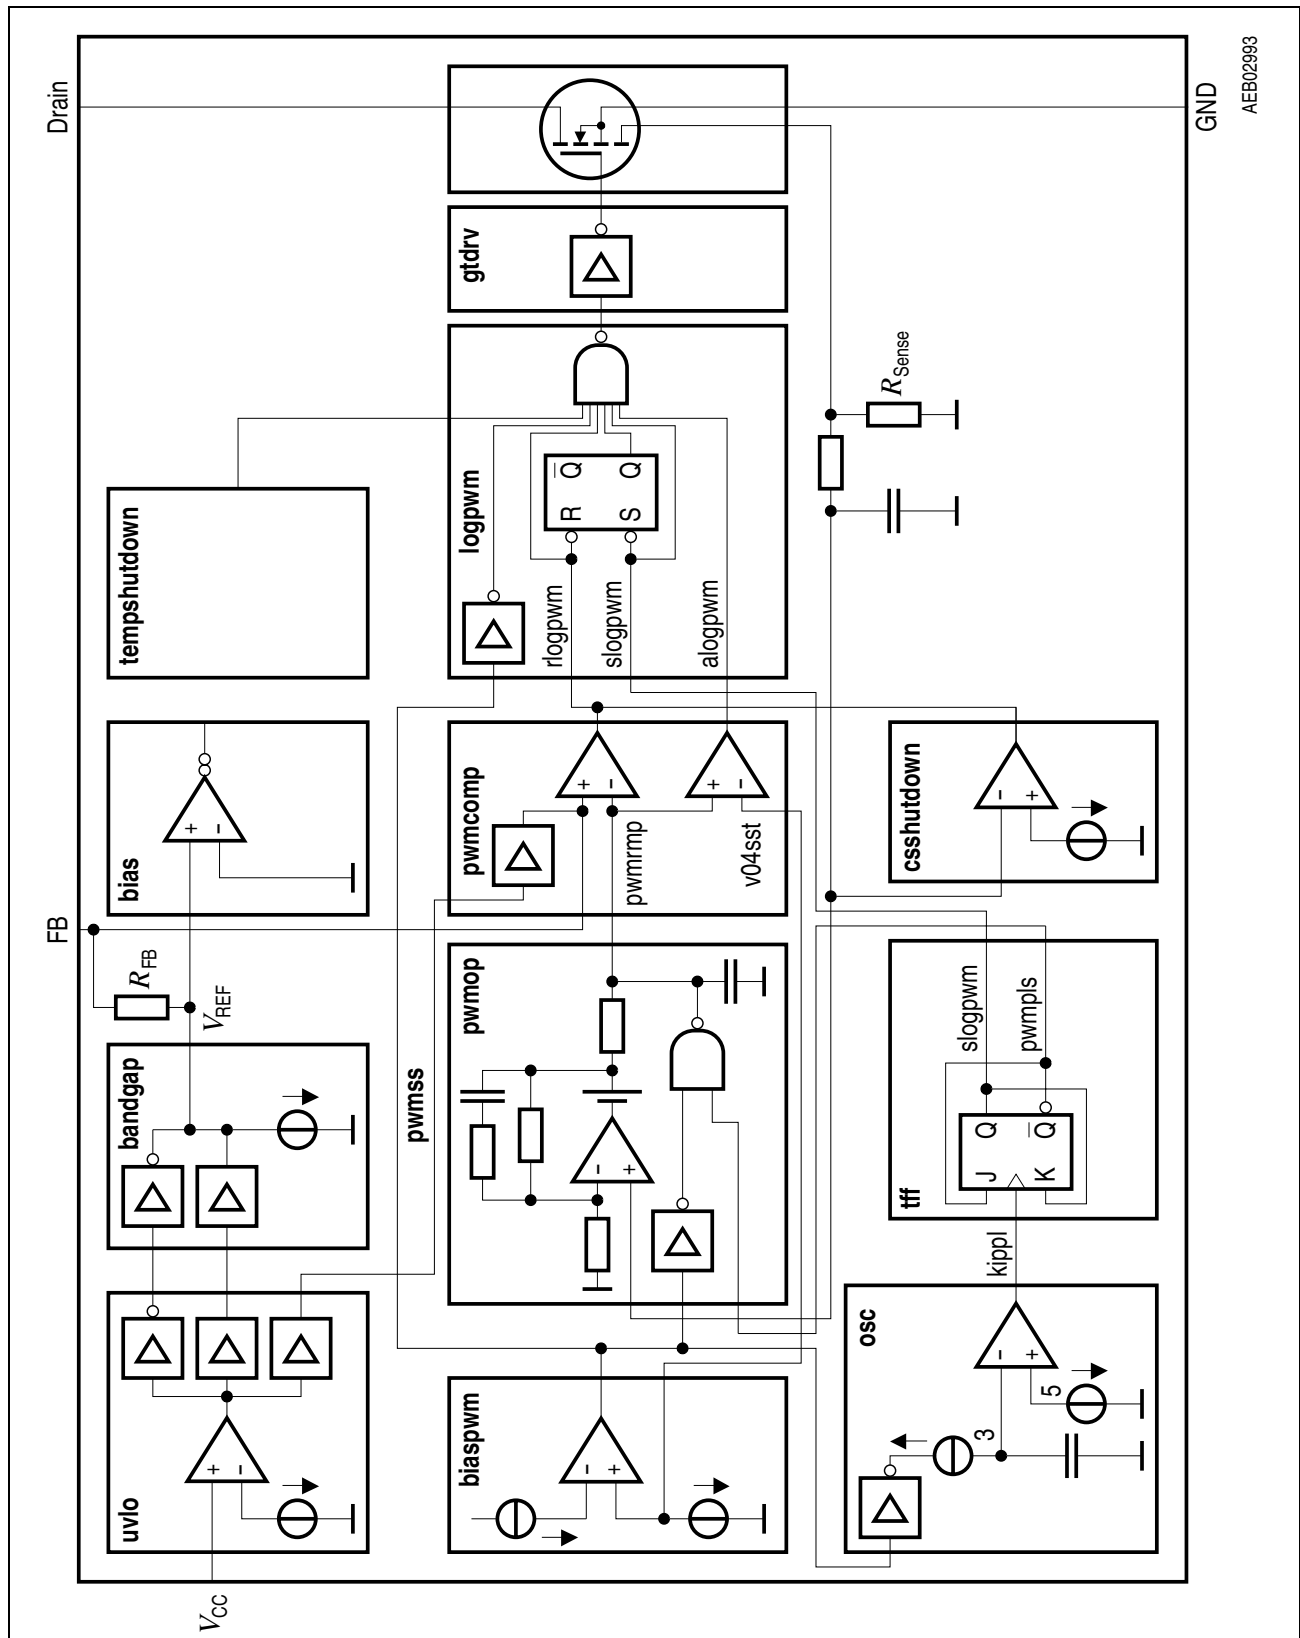 V_CC
FB
Drain
uvlo
+
-
bandgap
V_REF
R_FB
bias
+
-
tempshutdown
pwmss
biaspwm
-
+
pwmop
-
+
pwmcomp
+
-
pwmrmp
+
-
v04sst
logpwm
rlogpwm
slogpwm
alogpwm
R
S
Q̅
Q
gtdrv
osc
3
5
-
+
kippl
tff
J
K
Q
Q̅
slogpwm
pwmpls
csshutdown
-
+
R_Sense
GND
AEB02993